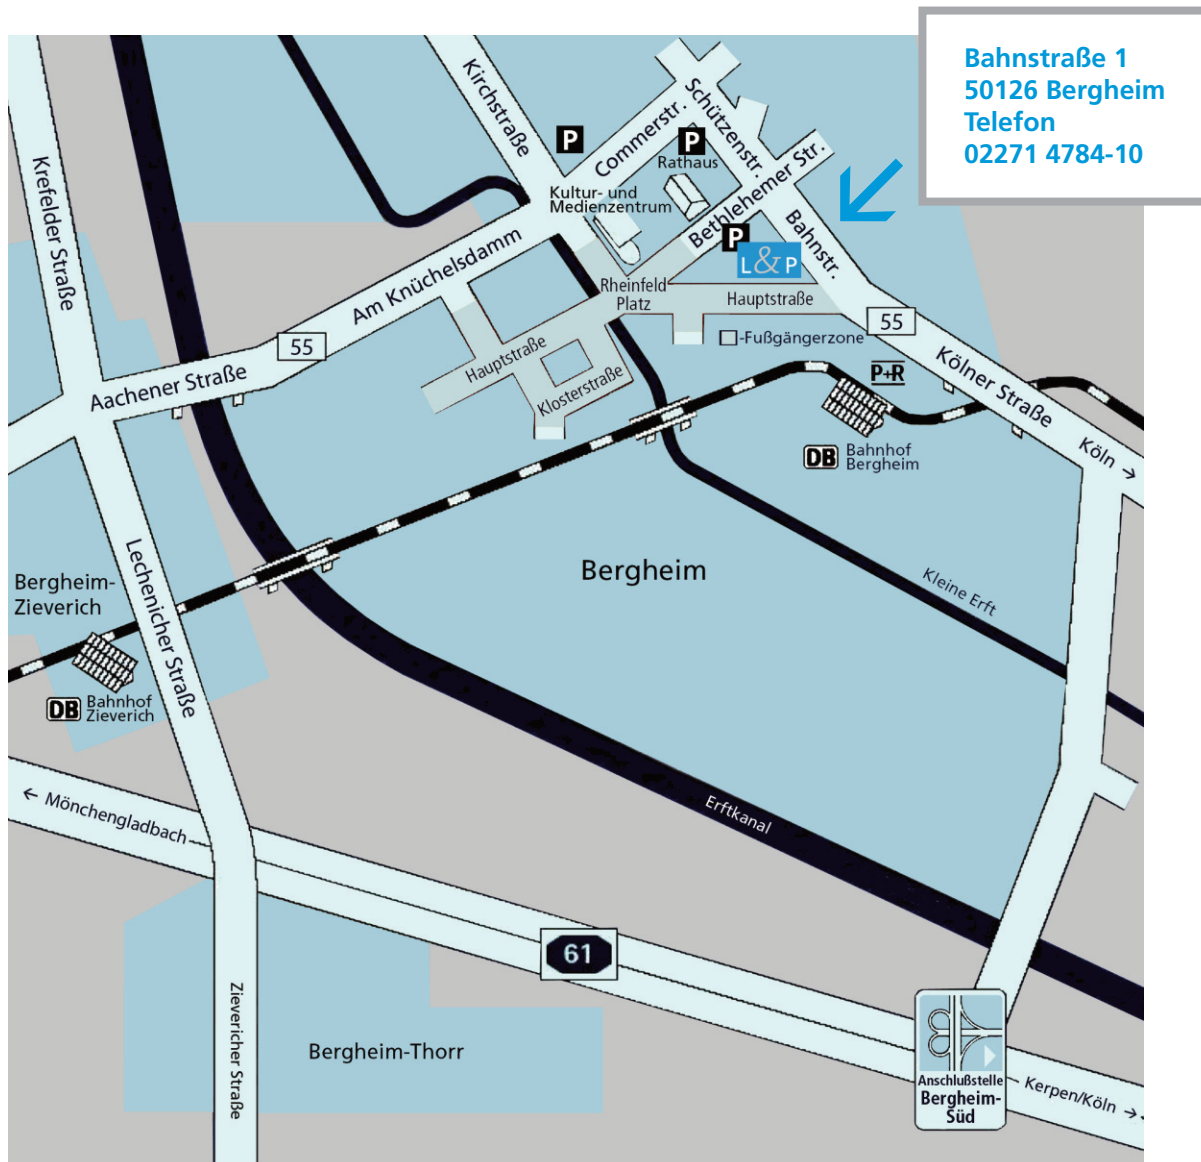 Bahnstraße 1
50126 Bergheim
Telefon
02271 4784-10
Kirchstraße
Schützenstr.
Commerstr.
P
P
Rathaus
Bethlehemer Str.
Krefelder Straße
Kultur- und
Medienzentrum
Bahnstr.
P
L&P
Am Knüchelsdamm
Rheinfeld
Platz
Hauptstraße
55
55
-Fußgängerzone
Hauptstraße
P+R
Kölner Straße
Aachener Straße
Klosterstraße
Köln →
DB
Bahnhof
Bergheim
Lechenicher Straße
Bergheim-
Zieverich
Bergheim
Kleine Erft
DB
Bahnhof
Zieverich
← Mönchengladbach
Erftkanal
61
Zievericher Straße
Bergheim-Thorr
Anschlußstelle
Bergheim-
Süd
Kerpen/Köln →